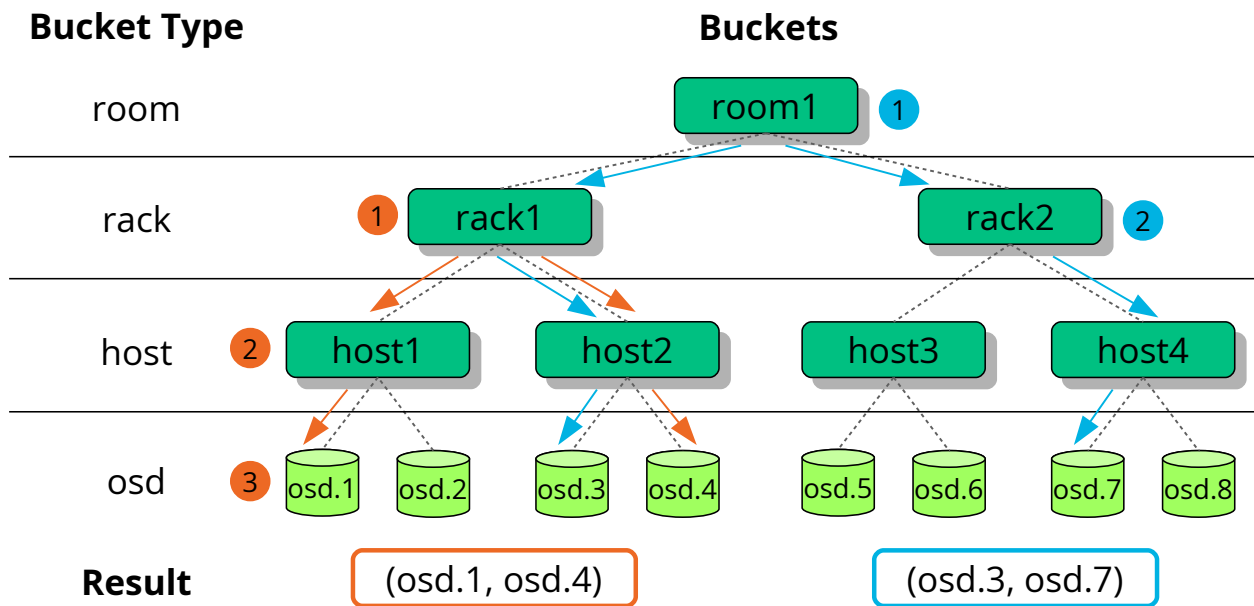 Bucket Type
Buckets
room
room1
1
rack
1
rack1
rack2
2
host
2
host1
host2
host3
host4
osd
3
osd.1
osd.2
osd.3
osd.4
osd.5
osd.6
osd.7
osd.8
Result
(osd.1, osd.4)
(osd.3, osd.7)